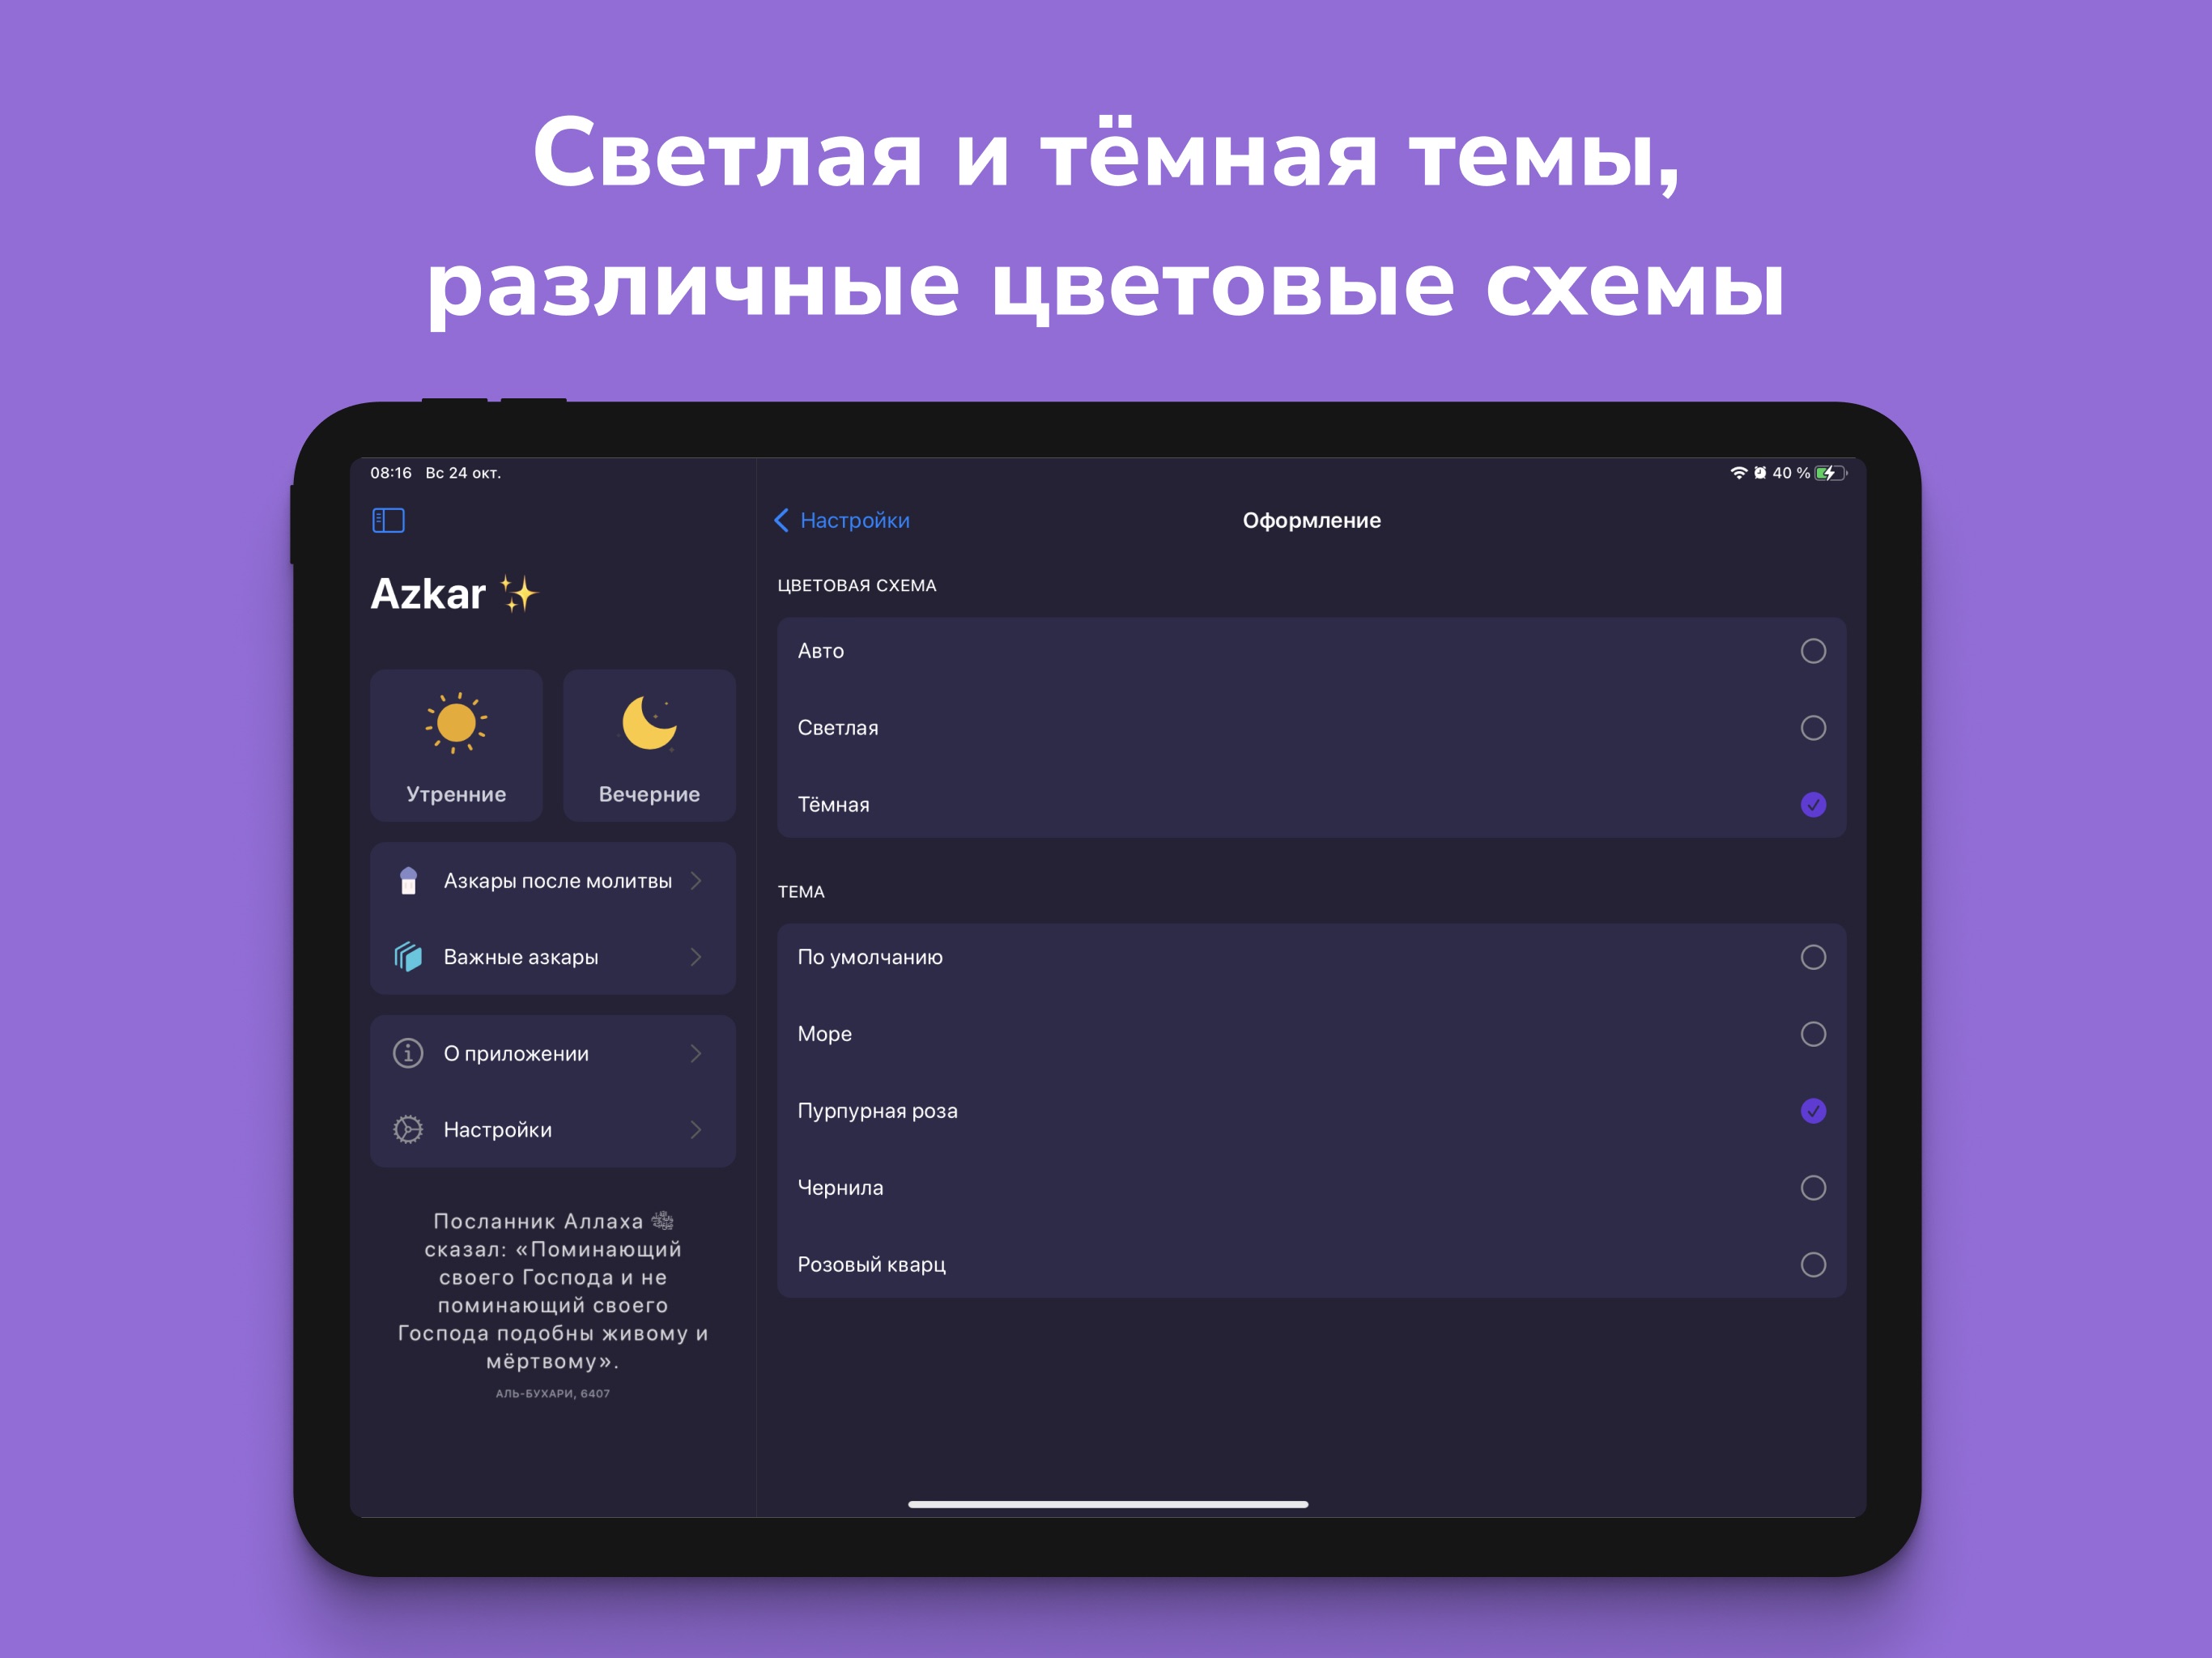 Светлая и тёмная темы,
различные цветовые схемы
08:16 Вс 24 окт.
40 %
Azkar ✨
Утренние
Вечерние
Азкары после молитвы
Важные азкары
О приложении
Настройки
Посланник Аллаха ﷺ
сказал: «Поминающий
своего Господа и не
поминающий своего
Господа подобны живому и
мёртвому».
АЛЬ-БУХАРИ, 6407
Настройки
Оформление
ЦВЕТОВАЯ СХЕМА
Авто
Светлая
Тёмная
ТЕМА
По умолчанию
Море
Пурпурная роза
Чернила
Розовый кварц